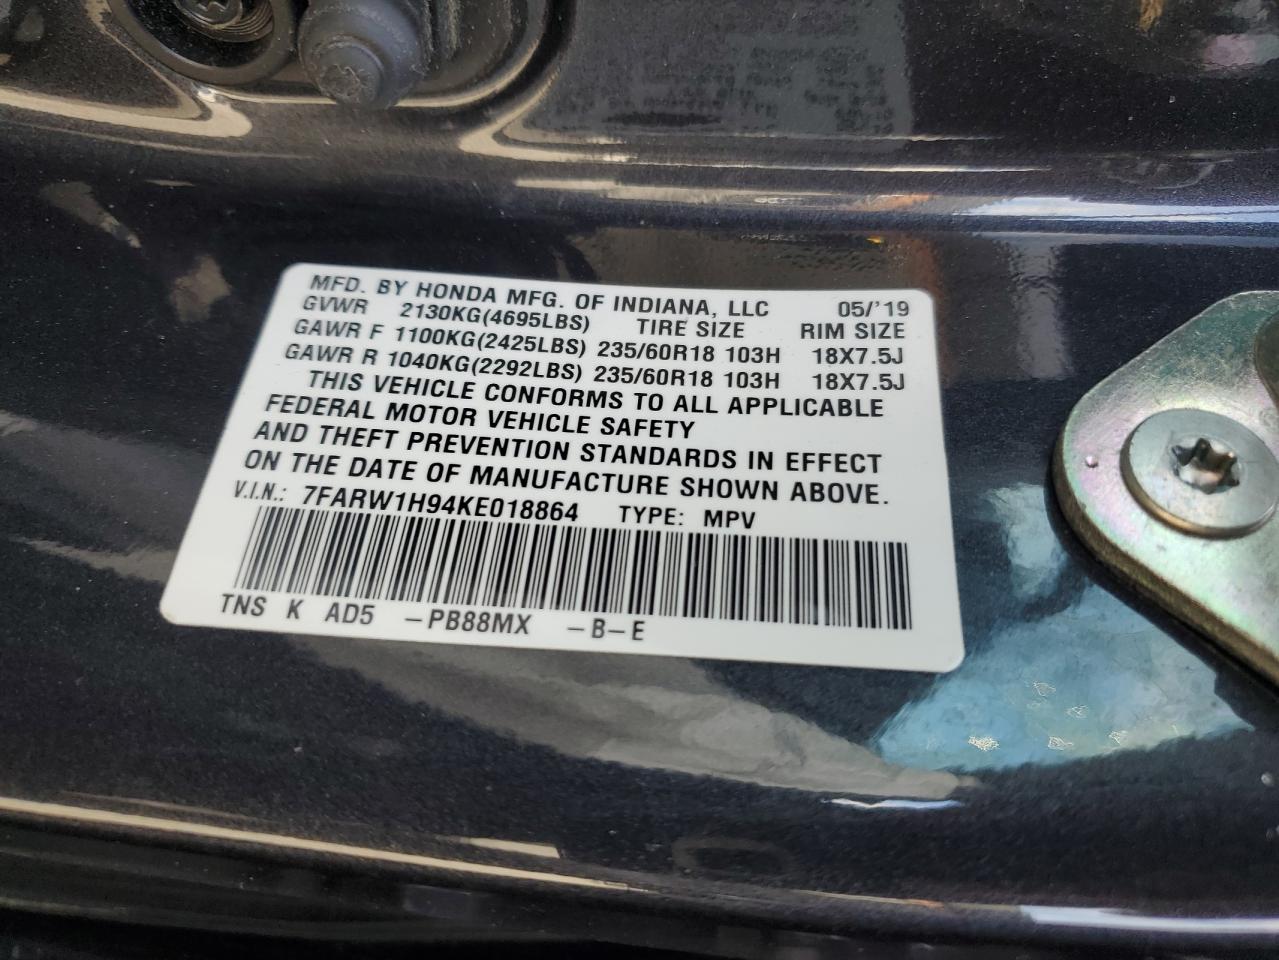 MFD. BY HONDA MFG. OF INDIANA, LLC 05/'19
GVWR 2130KG(4695LBS) TIRE SIZE RIM SIZE
GAWR F 1100KG(2425LBS) 235/60R18 103H 18X7.5J
GAWR R 1040KG(2292LBS) 235/60R18 103H 18X7.5J
THIS VEHICLE CONFORMS TO ALL APPLICABLE
FEDERAL MOTOR VEHICLE SAFETY
AND THEFT PREVENTION STANDARDS IN EFFECT
ON THE DATE OF MANUFACTURE SHOWN ABOVE.
V.I.N.: 7FARW1H94KE018864 TYPE: MPV
TNS K AD5 -PB88MX -B-E